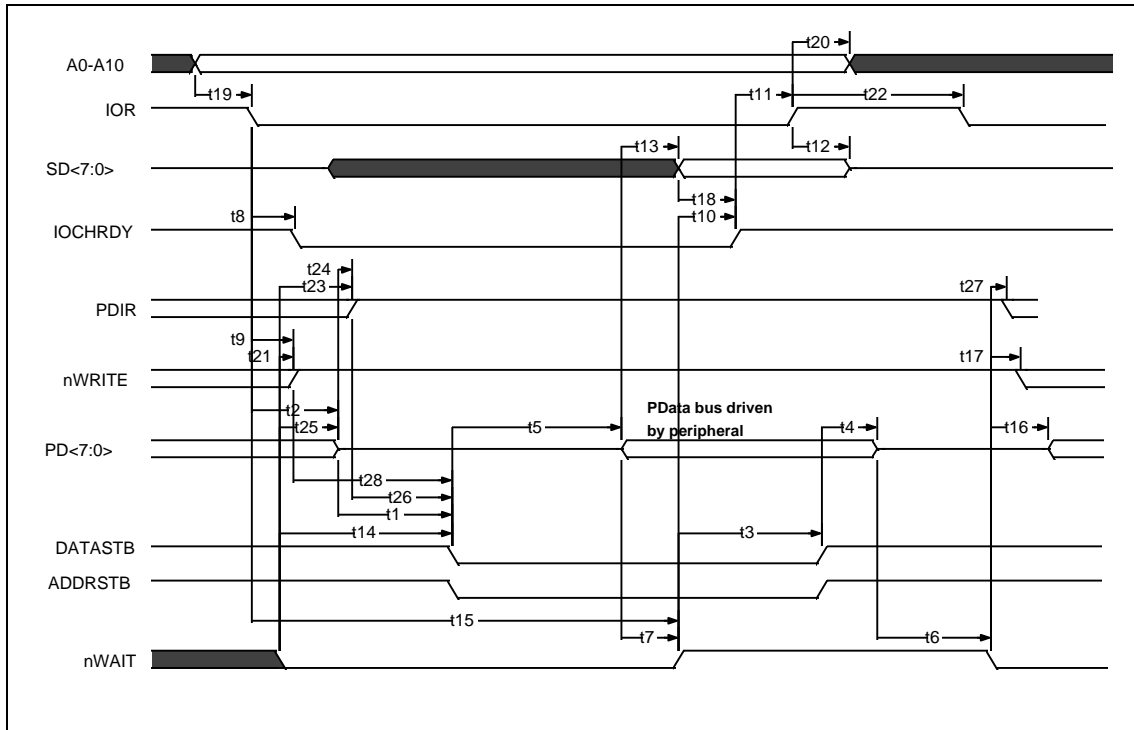 t20
A0-A10
t19
t11
t22
IOR
t13
t12
SD<7:0>
t18
t8
t10
IOCHRDY
t24
t23
t27
PDIR
t9
t21
t17
nWRITE
t2
PData bus driven
by peripheral
t25
t5
t4
t16
PD<7:0>
t28
t26
t1
t14
t3
DATASTB
ADDRSTB
t15
t7
t6
nWAIT